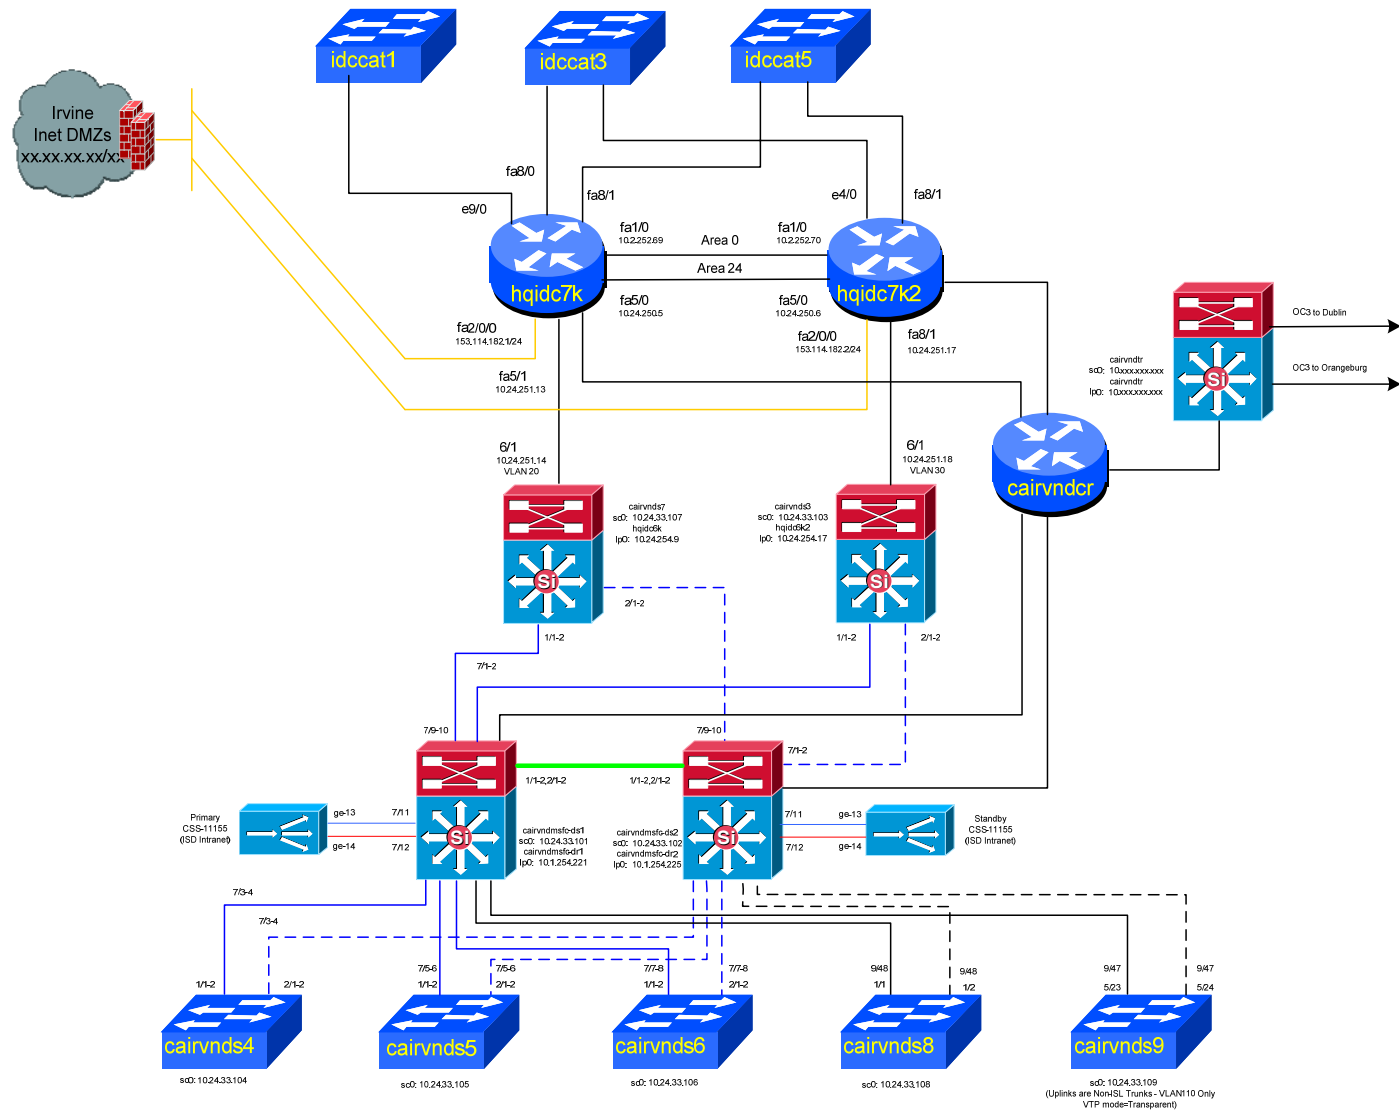 idccat1
idccat3
idccat5
Irvine
Inet DMZs
xx.xx.xx.xx/xx
fa8/0
fa8/1
e9/0
e4/0
fa8/1
fa1/0
10.2.252.69
Area 0
fa1/0
10.2.252.70
Area 24
hqidc7k
hqidc7k2
fa5/0
10.24.250.5
fa5/0
10.24.250.6
fa2/0/0
153.114.182.1/24
fa2/0/0
153.114.182.2/24
fa8/1
10.24.251.17
fa5/1
10.24.251.13
OC3 to Dublin
cairvndtr
sc0: 10.xxx.xxx.xxx
cairvndtr
lp0: 10.xxx.xxx.xxx
Si
OC3 to Orangeburg
6/1
10.24.251.14
VLAN 20
6/1
10.24.251.18
VLAN 30
cairvndcr
cairvnds7
sc0: 10.24.33.107
hqidc6k
lp0: 10.24.254.9
cairvnds3
sc0: 10.24.33.103
hqidc6k2
lp0: 10.24.254.17
Si
Si
2/1-2
1/1-2
1/1-2
2/1-2
7/1-2
7/9-10
7/9-10
7/1-2
1/1-2,2/1-2
1/1-2,2/1-2
Primary
CSS-11155
(ISD Intranet)
ge-13
7/11
ge-14
7/12
Si
cairvndmsfc-ds1
sc0: 10.24.33.101
cairvndmsfc-dr1
lp0: 10.1.254.221
cairvndmsfc-ds2
sc0: 10.24.33.102
cairvndmsfc-dr2
lp0: 10.1.254.225
Si
7/11
ge-13
7/12
ge-14
Standby
CSS-11155
(ISD Intranet)
7/3-4
7/3-4
7/5-6
7/5-6
7/7-8
7/7-8
9/48
9/48
9/47
9/47
1/1-2
2/1-2
1/1-2
2/1-2
1/1-2
2/1-2
1/1
1/2
5/23
5/24
cairvnds4
cairvnds5
cairvnds6
cairvnds8
cairvnds9
sc0: 10.24.33.104
sc0: 10.24.33.105
sc0: 10.24.33.106
sc0: 10.24.33.108
sc0: 10.24.33.109
(Uplinks are Non-ISL Trunks - VLAN110 Only
VTP mode=Transparent)